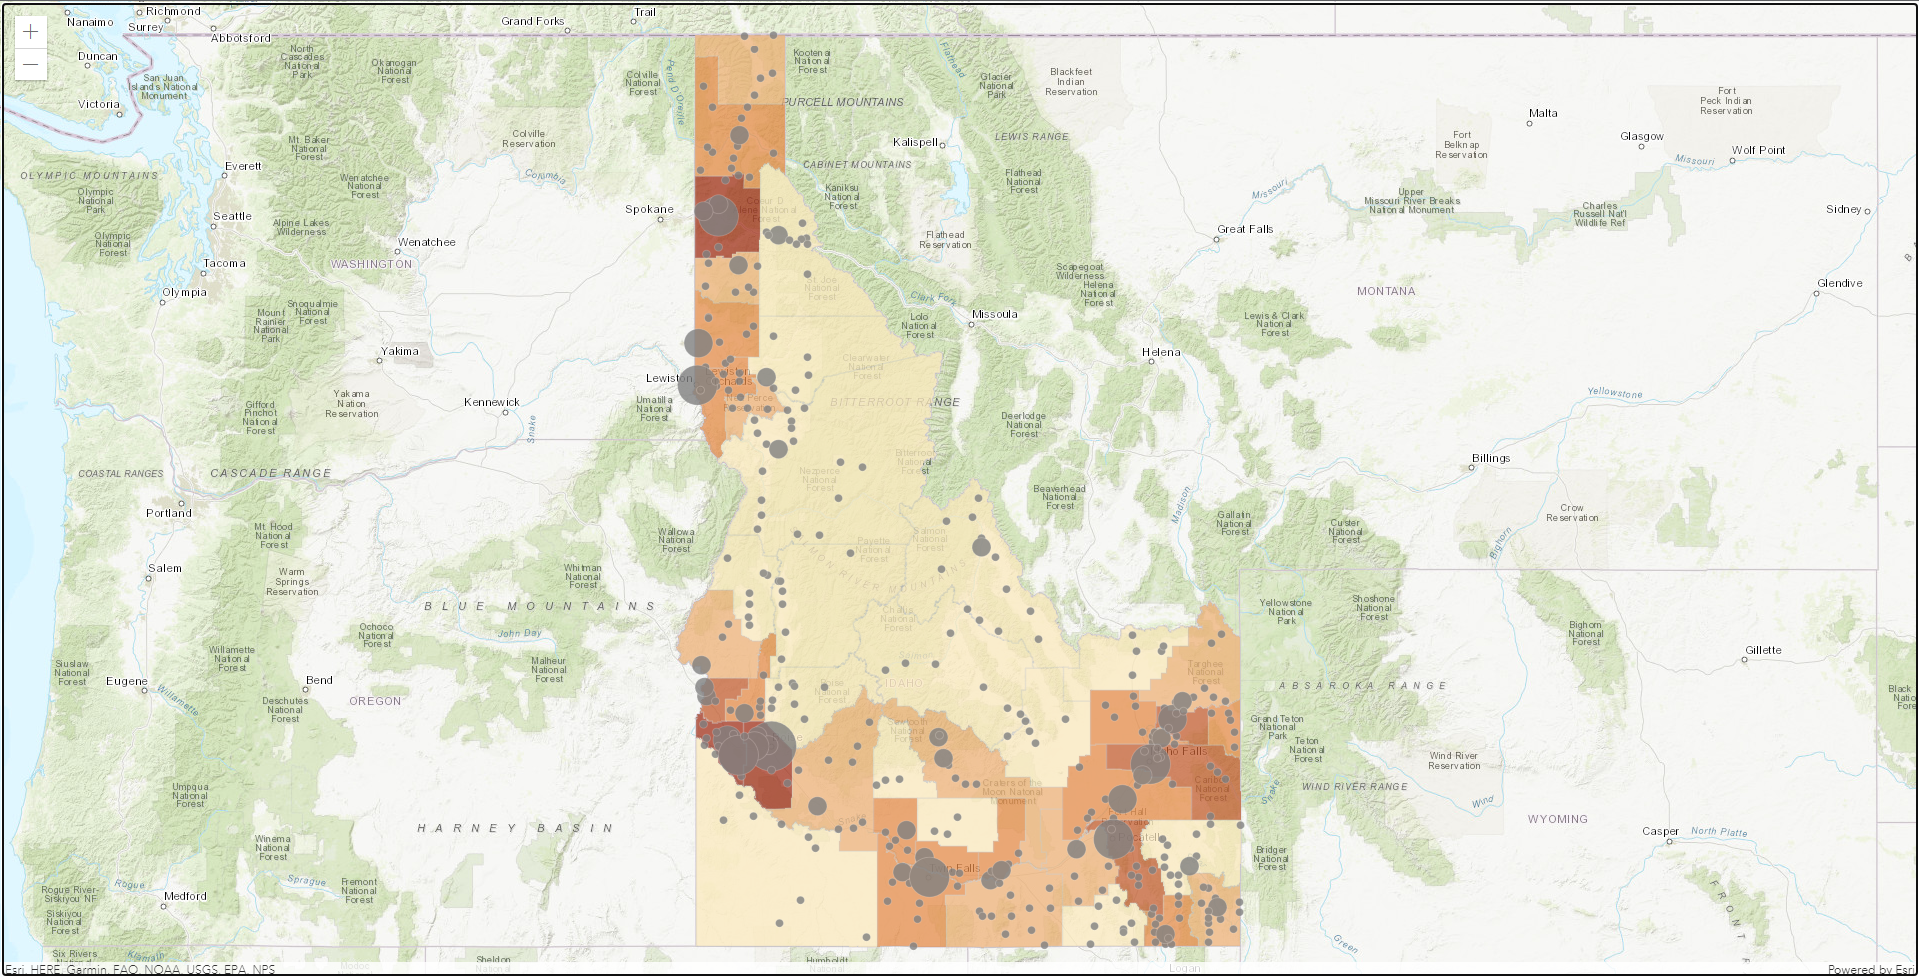 Nanaimo
Richmond
Surrey
Abbotsford
Grand Forks
Trail
Duncan
Victoria
San Juan
Island's National
Monument
North
Cascades
National
Park
Okanogan
National
Forest
Colville
National
Forest
Pend Oreille
Kootenai
National
Forest
Flathead
Glacier
National
Park
Blackfeet
Indian
Reservation
Fort
Peck Indian
Reservation
PURCELL MOUNTAINS
Malta
Glasgow
Wolf Point
Missouri
Fort
Belknap
Reservation
Mt. Baker
National
Forest
Colville
Reservation
Kalispell
LEWIS RANGE
CABINET MOUNTAINS
Everett
OLYMPIC MOUNTAINS
Olympic
National
Park
Wenatchee
National
Forest
Columbia
Kaniksu
National
Forest
Flathead
National
Forest
Missouri
Upper
Missouri River Breaks
National Monument
Charles
Russell Nat'l
Wildlife Ref
Sidney
Seattle
Alpine Lakes
Wilderness
Spokane
Olympic
National
Forest
Wenatchee
Flathead
Reservation
Great Falls
Tacoma
WASHINGTON
Scapegoat
Wilderness
Helena
National
Forest
MONTANA
Glendive
Olympia
Snoqualmie
National
Forest
Mount
Rainier
National
Park
St. Joe
National
Forest
Clark Fork
Lolo
National
Forest
Missoula
Lewis & Clark
National
Forest
Yakima
Helena
Clearwater
National
Forest
Lewiston
Yakama
Nation
Reservation
Kennewick
Umatilla
National
Forest
BITTERROOT RANGE
Yellowstone
Gifford
Pinchot
National
Forest
Snake
Deerlodge
National
Forest
COASTAL RANGES
CASCADE RANGE
Nezperce
National
Forest
Billings
Beaverhead
National
Forest
Madison
Portland
Gallatin
National
Forest
Custer
National
Forest
Crow
Reservation
Mt. Hood
National
Forest
Wallowa
National
Forest
Payette
National
Forest
Salmon
National
Forest
Bighorn
Salem
Warm
Springs
Reservation
Whitman
National
Forest
BLUE MOUNTAINS
Challis
National
Forest
Yellowstone
National
Park
Shoshone
National
Forest
Ochoco
National
Forest
John Day
Bighorn
National
Forest
Siuslaw
National
Forest
Willamette
National
Forest
Malheur
National
Forest
Gillette
Targhee
National
Forest
Eugene
Bend
Willamette
Deschutes
National
Forest
OREGON
Boise
National
Forest
IDAHO
ABSAROKA RANGE
Black
Sawtooth
National
Forest
Grand Teton
National
Park
Teton
National
Forest
Wind River
Reservation
Umpqua
National
Forest
Craters of the
Moon National
Monument
Caribou
National
Forest
Snake
WIND RIVER RANGE
Wind
HARNEY BASIN
WYOMING
Casper
North Platte
Winema
National
Forest
Bridger
National
Forest
Rogue River-
Siskiyou NF
Rogue
Sprague
Fremont
National
Forest
Medford
FRONT
Siskiyou
National
Forest
Green
Six Rivers
Klamath
Modoc
Sheldon
National
Humboldt
National
Logan
Esri, HERE, Garmin, FAO, NOAA, USGS, EPA, NPS
Powered by Esri